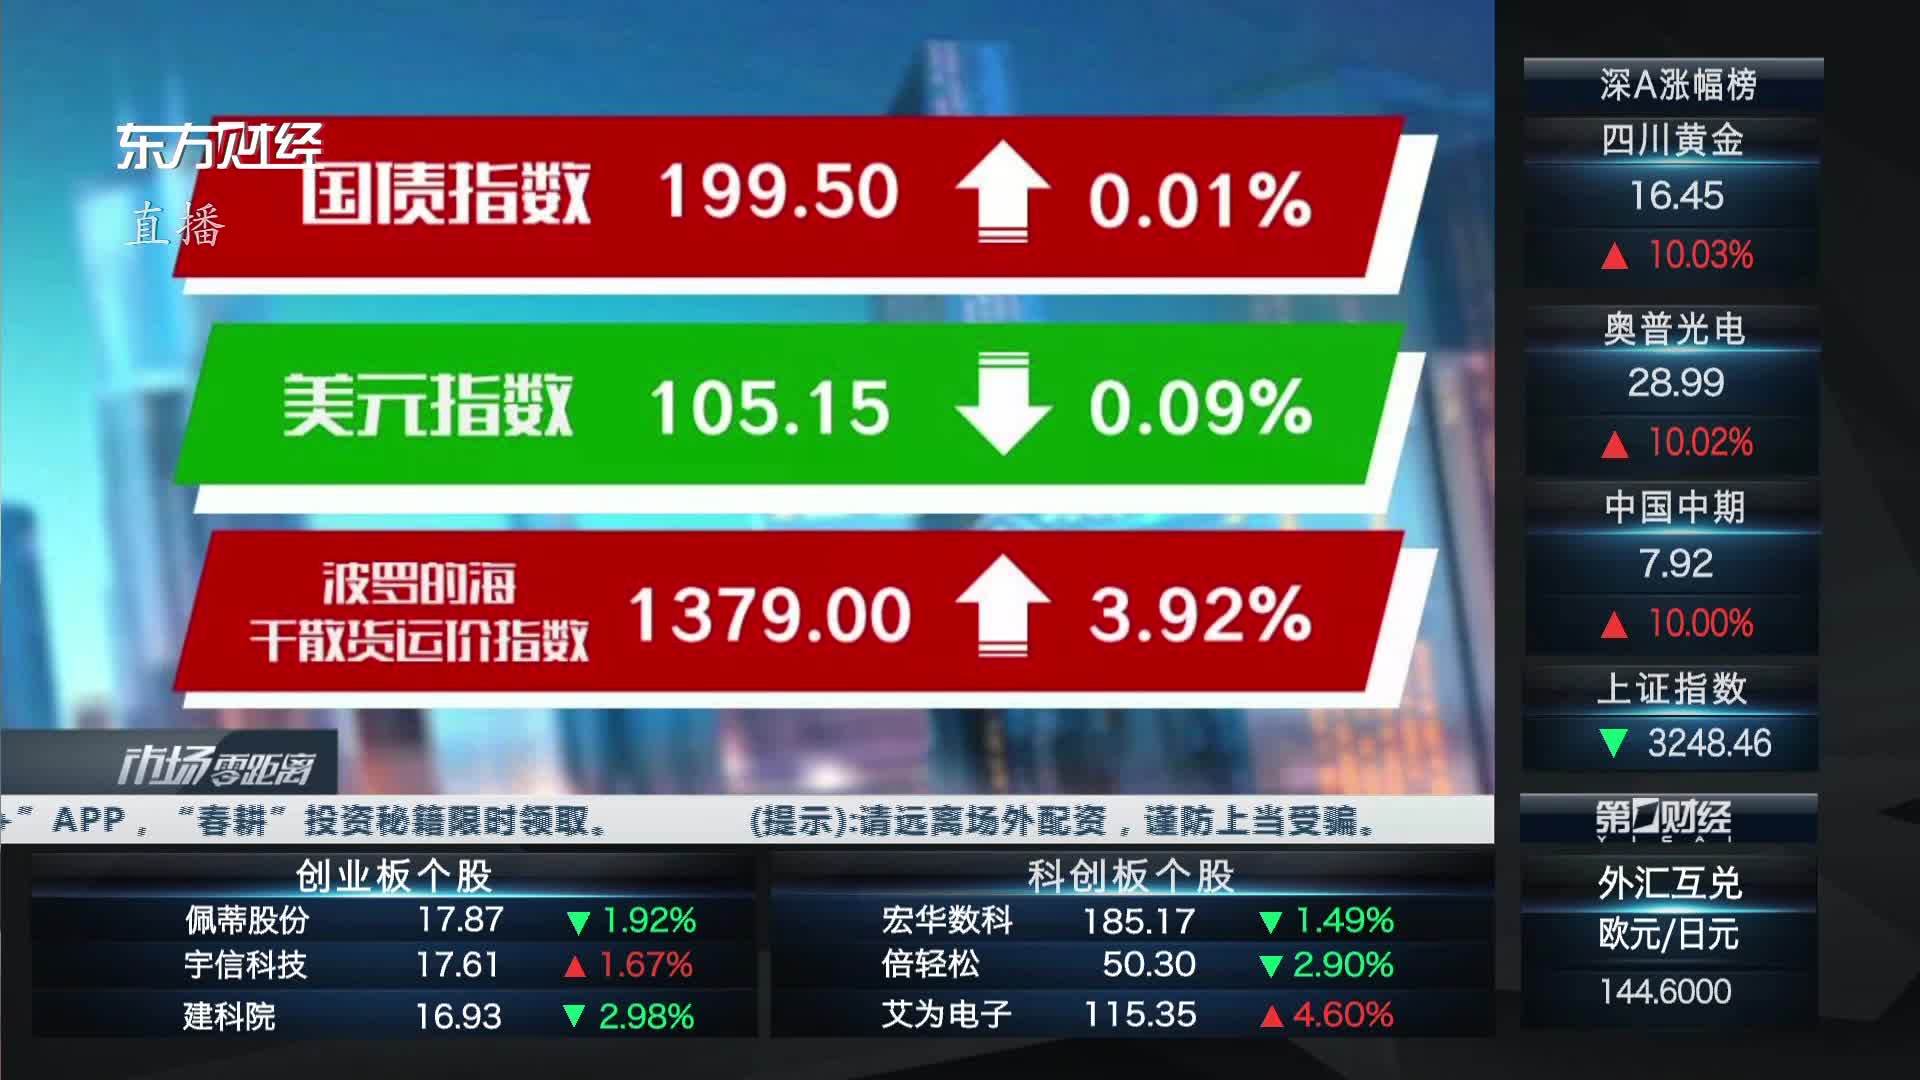 东方财经
直播
国债指数 199.50 0.01%
美元指数 105.15 0.09%
波罗的海
干散货运价指数 1379.00 3.92%
市场零距离
”APP，“春耕”投资秘籍限时领取。 (提示):请远离场外配资，谨防上当受骗。
创业板个股
佩蒂股份 17.87 ▼ 1.92%
宇信科技 17.61 ▲ 1.67%
建科院 16.93 ▼ 2.98%
科创板个股
宏华数科 185.17 ▼ 1.49%
倍轻松 50.30 ▼ 2.90%
艾为电子 115.35 ▲ 4.60%
深A涨幅榜
四川黄金
16.45
▲ 10.03%
奥普光电
28.99
▲ 10.02%
中国中期
7.92
▲ 10.00%
上证指数
▼ 3248.46
第一财经
YICAI
外汇互兑
欧元/日元
144.6000